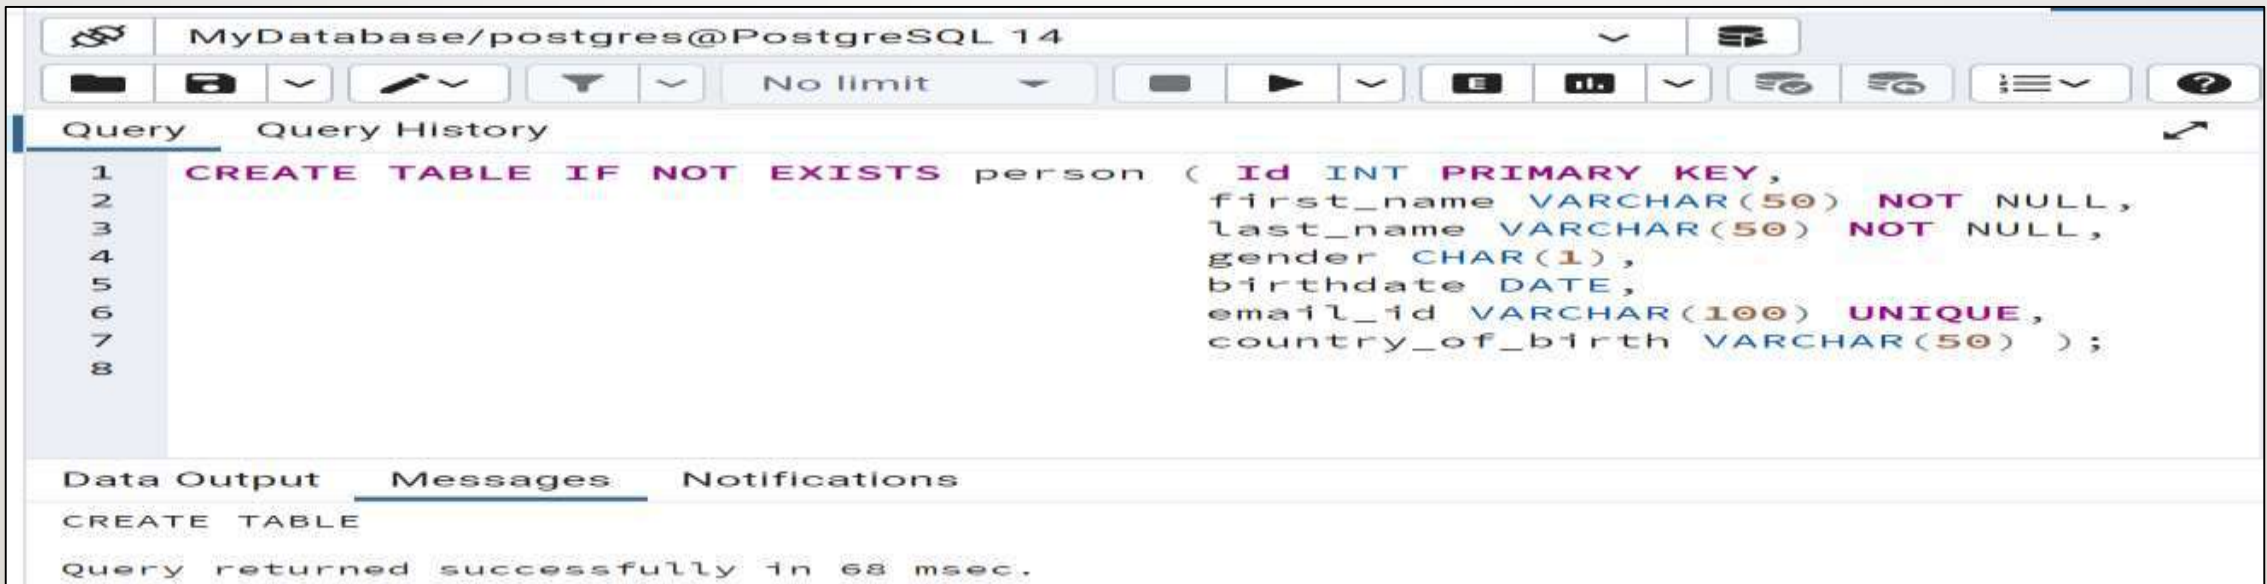 MyDatabase/postgres@PostgreSQL 14
No limit
E
Query Query History
1 CREATE TABLE IF NOT EXISTS person ( Id INT PRIMARY KEY,
2 first_name VARCHAR(50) NOT NULL,
3 last_name VARCHAR(50) NOT NULL,
4 gender CHAR(1),
5 birthdate DATE,
6 email_id VARCHAR(100) UNIQUE,
7 country_of_birth VARCHAR(50) );
8
Data Output Messages Notifications
CREATE TABLE
Query returned successfully in 68 msec.